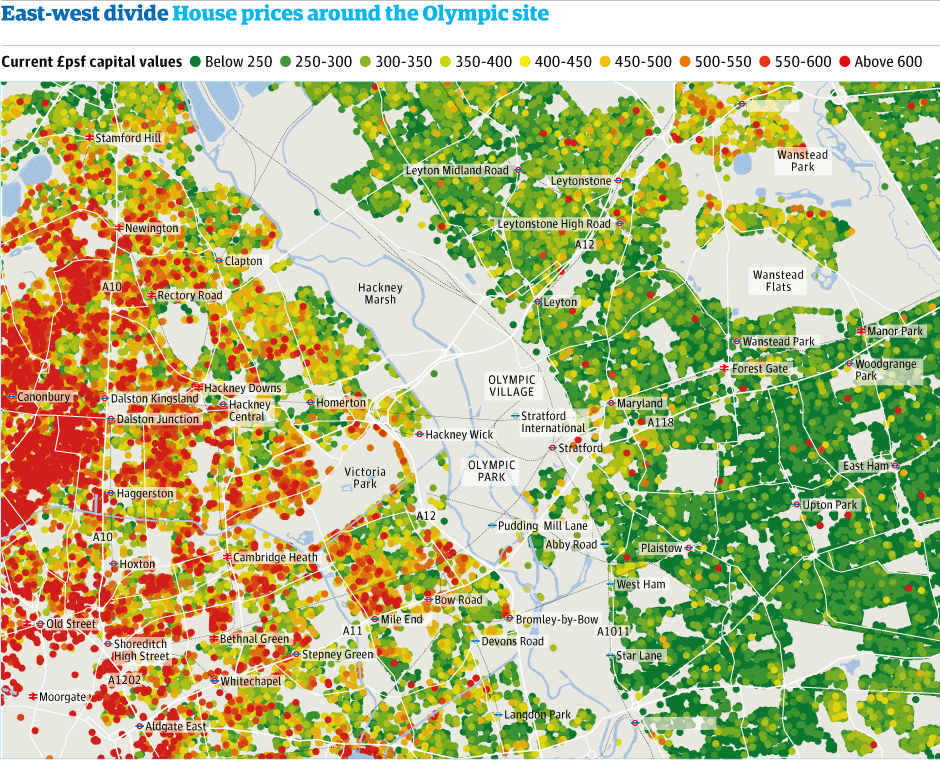 East-west divide House prices around the Olympic site
Current £psf capital values Below 250 250-300 300-350 350-400 400-450 450-500 500-550 550-600 Above 600
Stamford Hill
Wanstead
Park
Leyton Midland Road
Leytonstone
Newington
Leytonstone High Road
A12
Clapton
Wanstead
Flats
A10
Rectory Road
Hackney
Marsh
Leyton
Manor Park
Wanstead Park
Forest Gate
Woodgrange
Park
OLYMPIC
VILLAGE
Hackney Downs
Canonbury
Dalston Kingsland
Hackney
Central
Homerton
Maryland
Dalston Junction
Stratford
International
A118
Hackney Wick
Stratford
Victoria
Park
OLYMPIC
PARK
East Ham
Haggerston
Upton Park
A12
Pudding Mill Lane
A10
Abby Road
Plaistow
Cambridge Heath
Hoxton
West Ham
Bow Road
Old Street
Mile End
Bromley-by-Bow
A11
A1011
Bethnal Green
Devons Road
Shoreditch
High Street
Stepney Green
Star Lane
A1202
Whitechapel
Moorgate
Langdon Park
Aldgate East